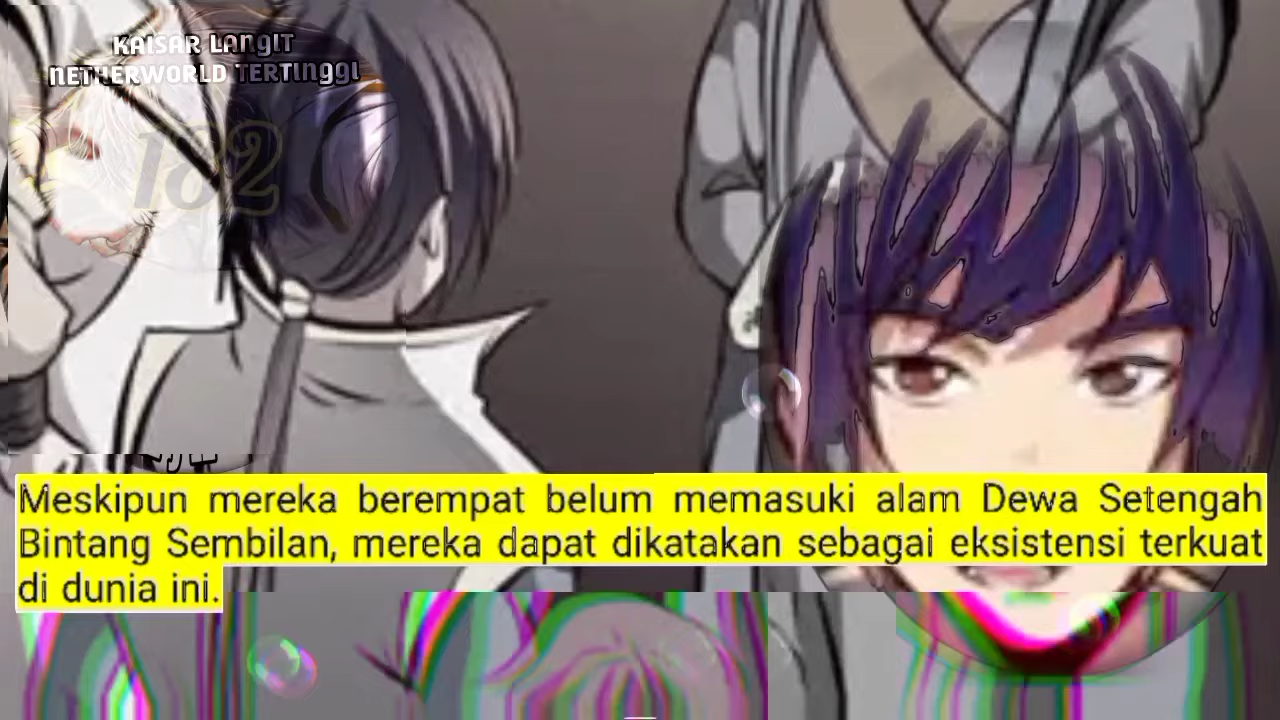 KAISAR LANGIT
NETHERWORLD TERTINGGI
182
Meskipun mereka berempat belum memasuki alam Dewa Setengah
Bintang Sembilan, mereka dapat dikatakan sebagai eksistensi terkuat
di dunia ini.